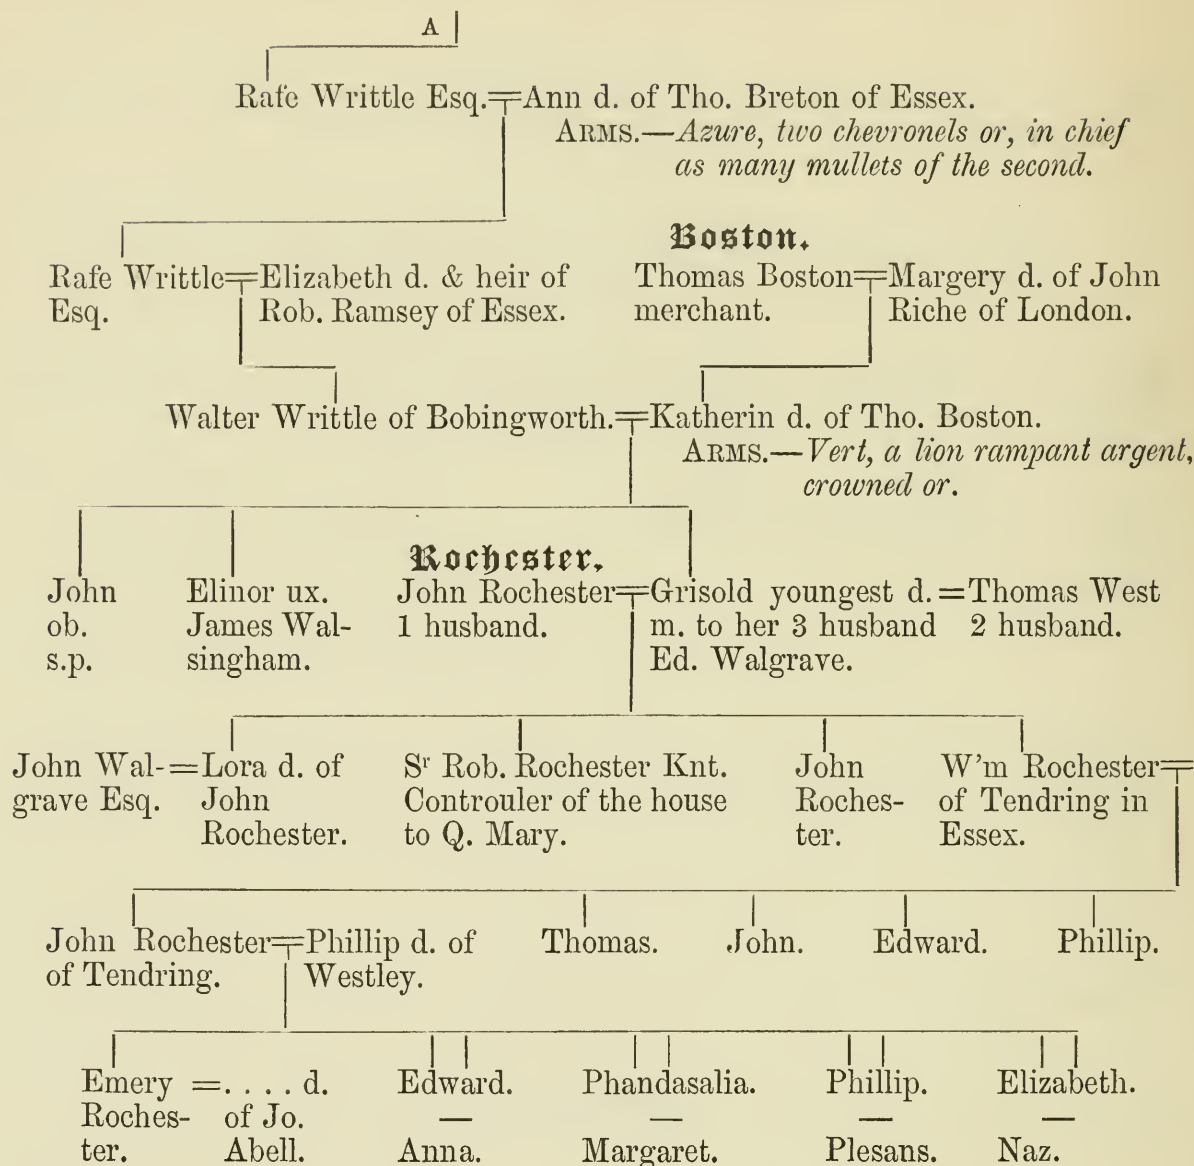 A
Rafe Writtle Esq.=Ann d. of Tho. Breton of Essex.
ARMS.—Azure, two chevronels or, in chief
as many mullets of the second.
Boston.
Rafe Writtle=Elizabeth d. & heir of
Esq. Rob. Ramsey of Essex.
Thomas Boston=Margery d. of John
merchant. Riche of London.
Walter Writtle of Bobingworth.=Katherin d. of Tho. Boston.
ARMS.—Vert, a lion rampant argent,
crowned or.
John
ob.
s.p.
Elinor ux.
James Wal-
singham.
Rochester.
John Rochester=Grisold youngest d.=Thomas West
1 husband. m. to her 3 husband 2 husband.
Ed. Walgrave.
John Wal-=Lora d. of
grave Esq. John
Rochester.
Sr Rob. Rochester Knt.
Controuler of the house
to Q. Mary.
John
Roches-
ter.
W'm Rochester=
of Tendring in
Essex.
John Rochester=Phillip d. of
of Tendring. Westley.
Thomas.
John.
Edward.
Phillip.
Emery =. . . . d.
Roches- of Jo.
ter. Abell.
Edward.
—
Anna.
Phandasalia.
—
Margaret.
Phillip.
—
Plesans.
Elizabeth.
—
Naz.